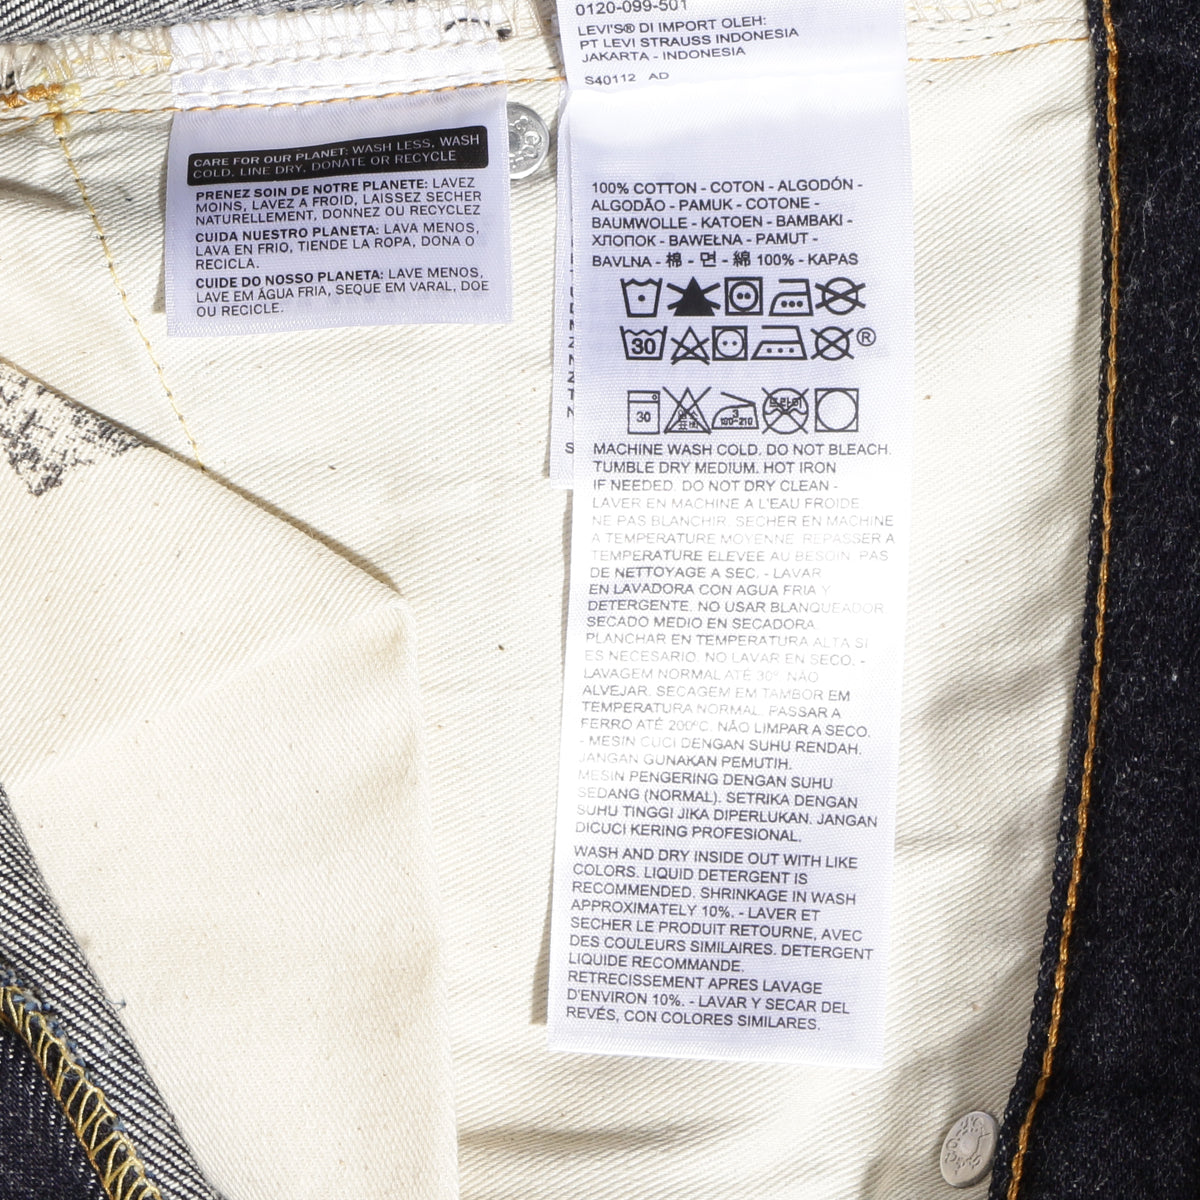 0120-099-501
LEVI'S® DI IMPORT OLEH:
PT LEVI STRAUSS INDONESIA
JAKARTA - INDONESIA
S40112 AD
CARE FOR OUR PLANET: WASH LESS, WASH
COLD, LINE DRY, DONATE OR RECYCLE
PRENEZ SOIN DE NOTRE PLANETE: LAVEZ
MOINS, LAVEZ A FROID, LAISSEZ SECHER
NATURELLEMENT, DONNEZ OU RECYCLEZ
CUIDA NUESTRO PLANETA: LAVA MENOS,
LAVA EN FRIO, TIENDE LA ROPA, DONA O
RECICLA.
CUIDE DO NOSSO PLANETA: LAVE MENOS,
LAVE EM ÁGUA FRIA, SEQUE EM VARAL, DOE
OU RECICLE.
100% COTTON - COTON - ALGODÓN -
ALGODÃO - PAMUK - COTONE -
BAUMWOLLE - KATOEN - BAMBAKI -
ХЛОПОК - BAWEŁNA - PAMUT -
BAVLNA - 棉 - 면 - 綿 100% - KAPAS
30 ®
30 3 180-210 드라이
MACHINE WASH COLD. DO NOT BLEACH.
TUMBLE DRY MEDIUM. HOT IRON
IF NEEDED. DO NOT DRY CLEAN -
LAVER EN MACHINE A L'EAU FROIDE
NE PAS BLANCHIR. SECHER EN MACHINE
A TEMPERATURE MOYENNE. REPASSER A
TEMPERATURE ELEVEE AU BESOIN. PAS
DE NETTOYAGE A SEC. - LAVAR
EN LAVADORA CON AGUA FRIA Y
DETERGENTE. NO USAR BLANQUEADOR.
SECADO MEDIO EN SECADORA.
PLANCHAR EN TEMPERATURA ALTA SI
ES NECESARIO. NO LAVAR EN SECO. -
LAVAGEM NORMAL ATÉ 30°. NÃO
ALVEJAR. SECAGEM EM TAMBOR EM
TEMPERATURA NORMAL. PASSAR A
FERRO ATÉ 200°C. NÃO LIMPAR A SECO.
- MESIN CUCI DENGAN SUHU RENDAH.
JANGAN GUNAKAN PEMUTIH.
MESIN PENGERING DENGAN SUHU
SEDANG (NORMAL). SETRIKA DENGAN
SUHU TINGGI JIKA DIPERLUKAN. JANGAN
DICUCI KERING PROFESIONAL.
WASH AND DRY INSIDE OUT WITH LIKE
COLORS. LIQUID DETERGENT IS
RECOMMENDED. SHRINKAGE IN WASH
APPROXIMATELY 10%. - LAVER ET
SECHER LE PRODUIT RETOURNE, AVEC
DES COULEURS SIMILAIRES. DETERGENT
LIQUIDE RECOMMANDE.
RETRECISSEMENT APRES LAVAGE
D'ENVIRON 10%. - LAVAR Y SECAR DEL
REVÉS, CON COLORES SIMILARES.